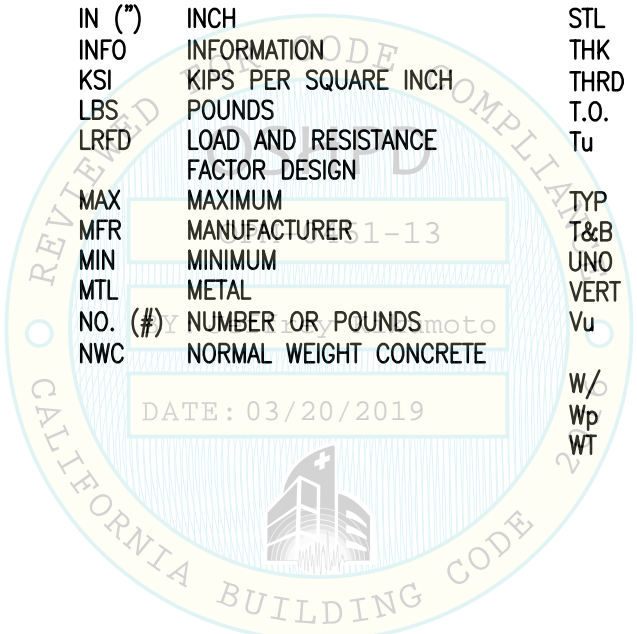 IN (") INCH
INFO INFORMATION
KSI KIPS PER SQUARE INCH
LBS POUNDS
LRFD LOAD AND RESISTANCE
FACTOR DESIGN
MAX MAXIMUM
MFR MANUFACTURER
MIN MINIMUM
MTL METAL
NO. (#) NUMBER OR POUNDS
NWC NORMAL WEIGHT CONCRETE
STL
THK
THRD
T.O.
Tu
TYP
T&B
UNO
VERT
Vu
W/
Wp
WT
REVIEWED FOR CODE COMPLIANCE
OSHPD
DATE: 03/20/2019
CALIFORNIA BUILDING CODE